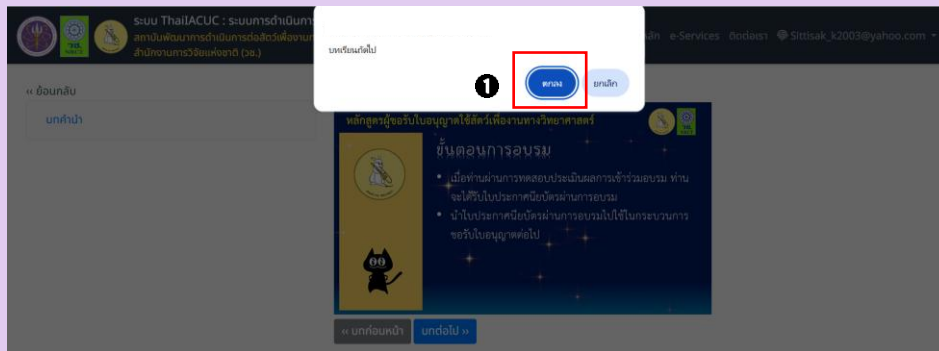 ระบบ ThaiIACUC : ระบบการดำเนินการ
สถาบันพัฒนาการดำเนินการต่อสัตว์เพื่องาน
สำนักงานการวิจัยแห่งชาติ (วช.)
e-Services ติดต่อเรา Sittisak_k2003@yahoo.com
บทเรียนถัดไป
1
ตกลง ยกเลิก
‹‹ ย้อนกลับ
บทคำนำ
หลักสูตรผู้ขอรับใบอนุญาตใช้สัตว์เพื่องานทางวิทยาศาสตร์
ขั้นตอนการอบรม
• เมื่อท่านผ่านการทดสอบประเมินผลการเข้าร่วมอบรม ท่าน
จะได้รับใบประกาศนียบัตรผ่านการอบรม
• นำใบประกาศนียบัตรผ่านการอบรมไปใช้ในกระบวนการ
ขอรับใบอนุญาตต่อไป
‹‹ บทก่อนหน้า บทต่อไป ››